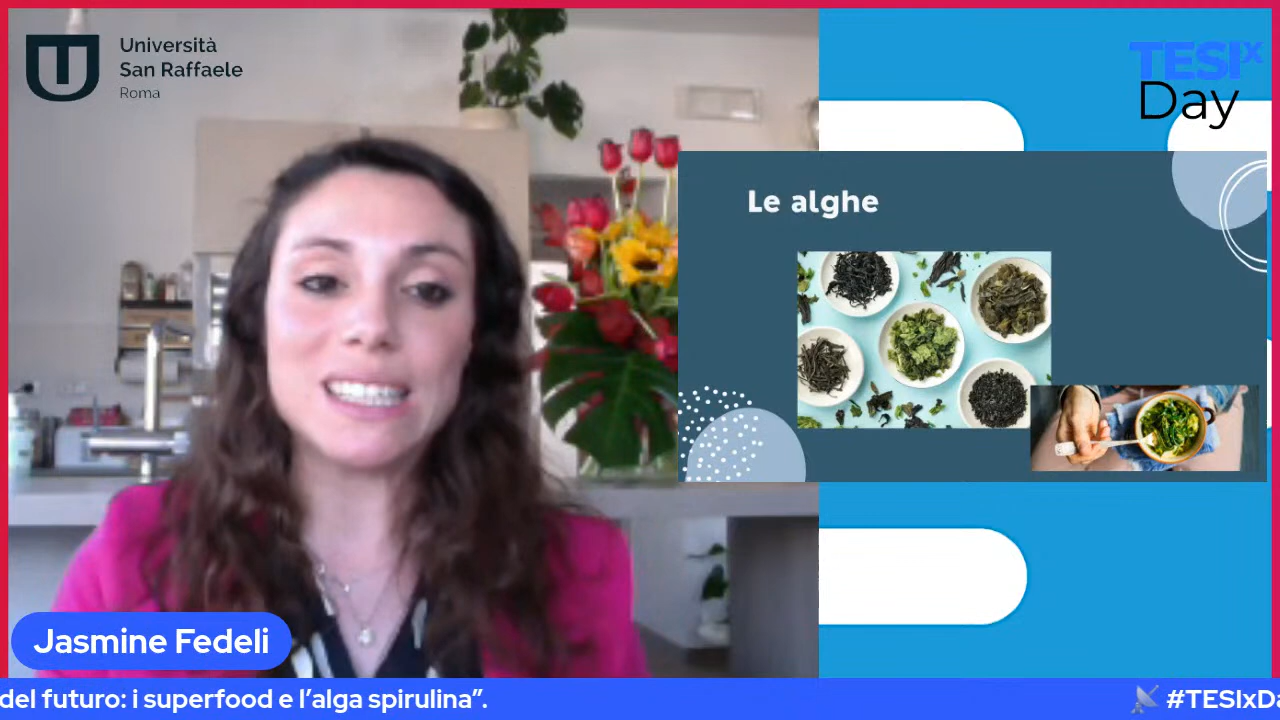 Università
San Raffaele
Roma
TESIx
Day
Le alghe
Jasmine Fedeli
del futuro: i superfood e l’alga spirulina”.
#TESIxDa